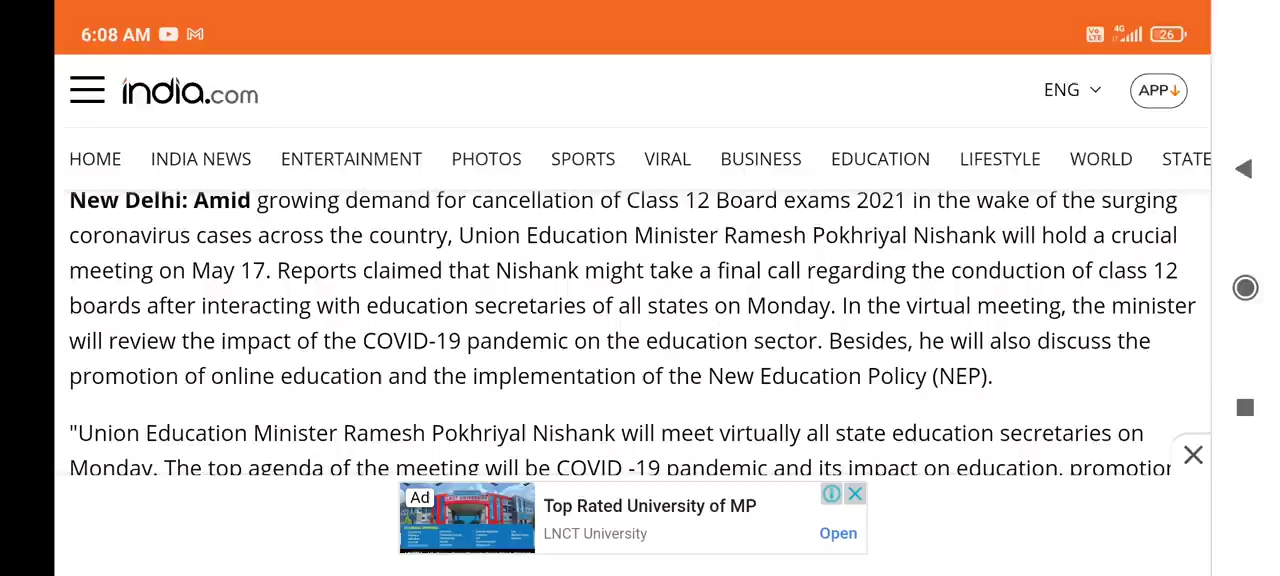 6:08 AM
VoLTE 4G 26
india.com
ENG
APP
HOME INDIA NEWS ENTERTAINMENT PHOTOS SPORTS VIRAL BUSINESS EDUCATION LIFESTYLE WORLD STATE
New Delhi: Amid growing demand for cancellation of Class 12 Board exams 2021 in the wake of the surging
coronavirus cases across the country, Union Education Minister Ramesh Pokhriyal Nishank will hold a crucial
meeting on May 17. Reports claimed that Nishank might take a final call regarding the conduction of class 12
boards after interacting with education secretaries of all states on Monday. In the virtual meeting, the minister
will review the impact of the COVID-19 pandemic on the education sector. Besides, he will also discuss the
promotion of online education and the implementation of the New Education Policy (NEP).
"Union Education Minister Ramesh Pokhriyal Nishank will meet virtually all state education secretaries on
Monday. The top agenda of the meeting will be COVID -19 pandemic and its impact on education, promotion
Ad
Top Rated University of MP
LNCT University
Open